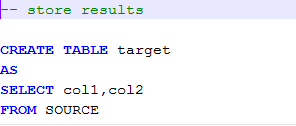 -- store results
CREATE TABLE target
AS
SELECT col1,col2
FROM SOURCE